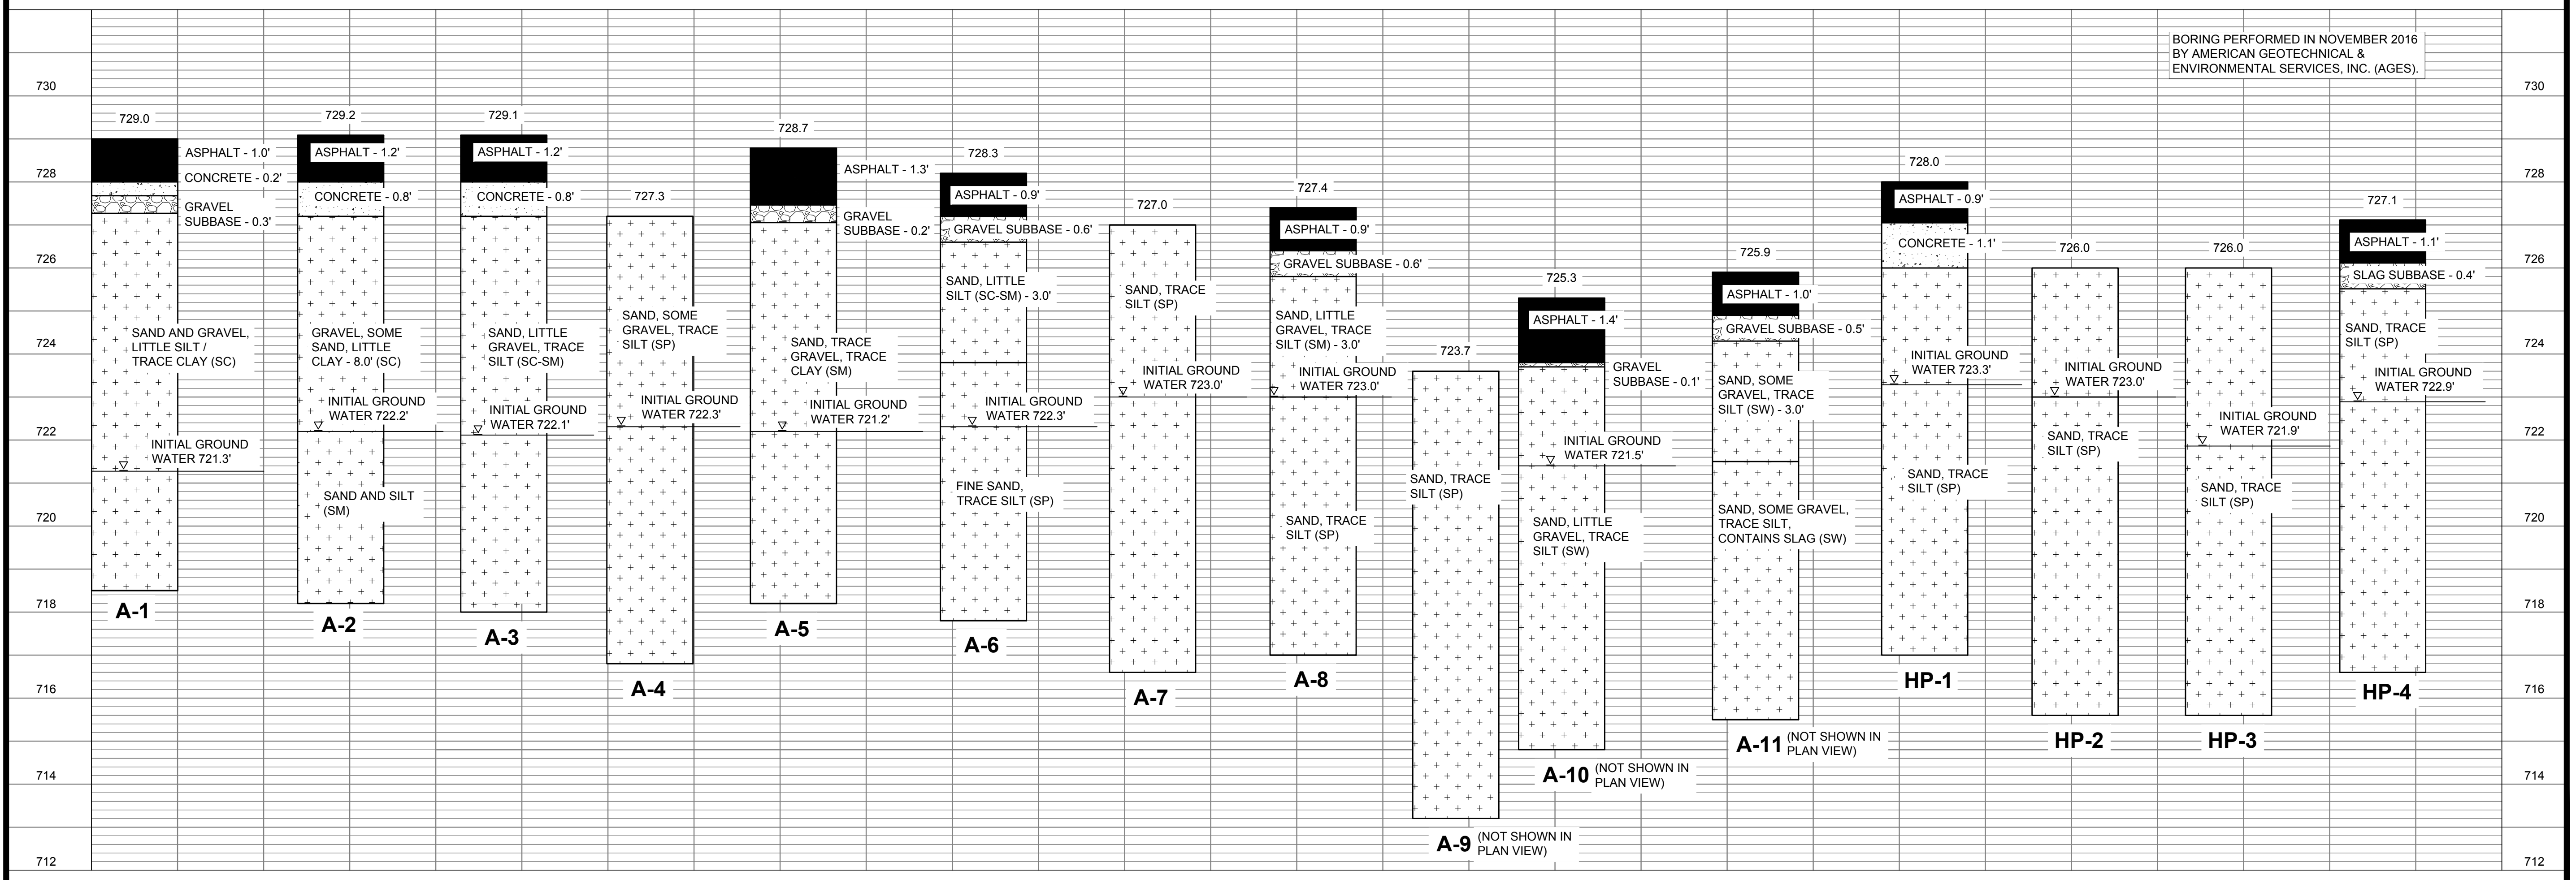 BORING PERFORMED IN NOVEMBER 2016
BY AMERICAN GEOTECHNICAL &
ENVIRONMENTAL SERVICES, INC. (AGES).
730
728
726
724
722
720
718
716
714
712
729.0
ASPHALT - 1.0'
CONCRETE - 0.2'
GRAVEL
SUBBASE - 0.3'
SAND AND GRAVEL,
LITTLE SILT /
TRACE CLAY (SC)
INITIAL GROUND
WATER 721.3'
A-1
729.2
ASPHALT - 1.2'
CONCRETE - 0.8'
GRAVEL, SOME
SAND, LITTLE
CLAY - 8.0' (SC)
INITIAL GROUND
WATER 722.2'
SAND AND SILT
(SM)
A-2
729.1
ASPHALT - 1.2'
CONCRETE - 0.8'
SAND, LITTLE
GRAVEL, TRACE
SILT (SC-SM)
INITIAL GROUND
WATER 722.1'
A-3
727.3
SAND, SOME
GRAVEL, TRACE
SILT (SP)
INITIAL GROUND
WATER 722.3'
A-4
728.7
ASPHALT - 1.3'
GRAVEL
SUBBASE - 0.2'
SAND, TRACE
GRAVEL, TRACE
CLAY (SM)
INITIAL GROUND
WATER 721.2'
A-5
728.3
ASPHALT - 0.9'
GRAVEL SUBBASE - 0.6'
SAND, LITTLE
SILT (SC-SM) - 3.0'
INITIAL GROUND
WATER 722.3'
FINE SAND,
TRACE SILT (SP)
A-6
727.0
SAND, TRACE
SILT (SP)
INITIAL GROUND
WATER 723.0'
A-7
727.4
ASPHALT - 0.9'
GRAVEL SUBBASE - 0.6'
SAND, LITTLE
GRAVEL, TRACE
SILT (SM) - 3.0'
INITIAL GROUND
WATER 723.0'
SAND, TRACE
SILT (SP)
A-8
723.7
SAND, TRACE
SILT (SP)
A-9
(NOT SHOWN IN
PLAN VIEW)
725.3
ASPHALT - 1.4'
GRAVEL
SUBBASE - 0.1'
INITIAL GROUND
WATER 721.5'
SAND, LITTLE
GRAVEL, TRACE
SILT (SW)
A-10
(NOT SHOWN IN
PLAN VIEW)
725.9
ASPHALT - 1.0'
GRAVEL SUBBASE - 0.5'
SAND, SOME
GRAVEL, TRACE
SILT (SW) - 3.0'
SAND, SOME GRAVEL,
TRACE SILT,
CONTAINS SLAG (SW)
A-11
(NOT SHOWN IN
PLAN VIEW)
728.0
ASPHALT - 0.9'
CONCRETE - 1.1'
INITIAL GROUND
WATER 723.3'
SAND, TRACE
SILT (SP)
HP-1
726.0
INITIAL GROUND
WATER 723.0'
SAND, TRACE
SILT (SP)
HP-2
726.0
INITIAL GROUND
WATER 721.9'
SAND, TRACE
SILT (SP)
HP-3
727.1
ASPHALT - 1.1'
SLAG SUBBASE - 0.4'
SAND, TRACE
SILT (SP)
INITIAL GROUND
WATER 722.9'
HP-4
730
728
726
724
722
720
718
716
714
712